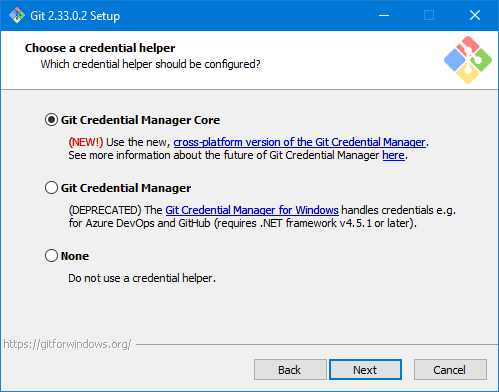 Git 2.33.0.2 Setup
Choose a credential helper
Which credential helper should be configured?
Git Credential Manager Core
(NEW!) Use the new, cross-platform version of the Git Credential Manager.
See more information about the future of Git Credential Manager here.
Git Credential Manager
(DEPRECATED) The Git Credential Manager for Windows handles credentials e.g.
for Azure DevOps and GitHub (requires .NET framework v4.5.1 or later).
None
Do not use a credential helper.
https://gitforwindows.org/
Back
Next
Cancel